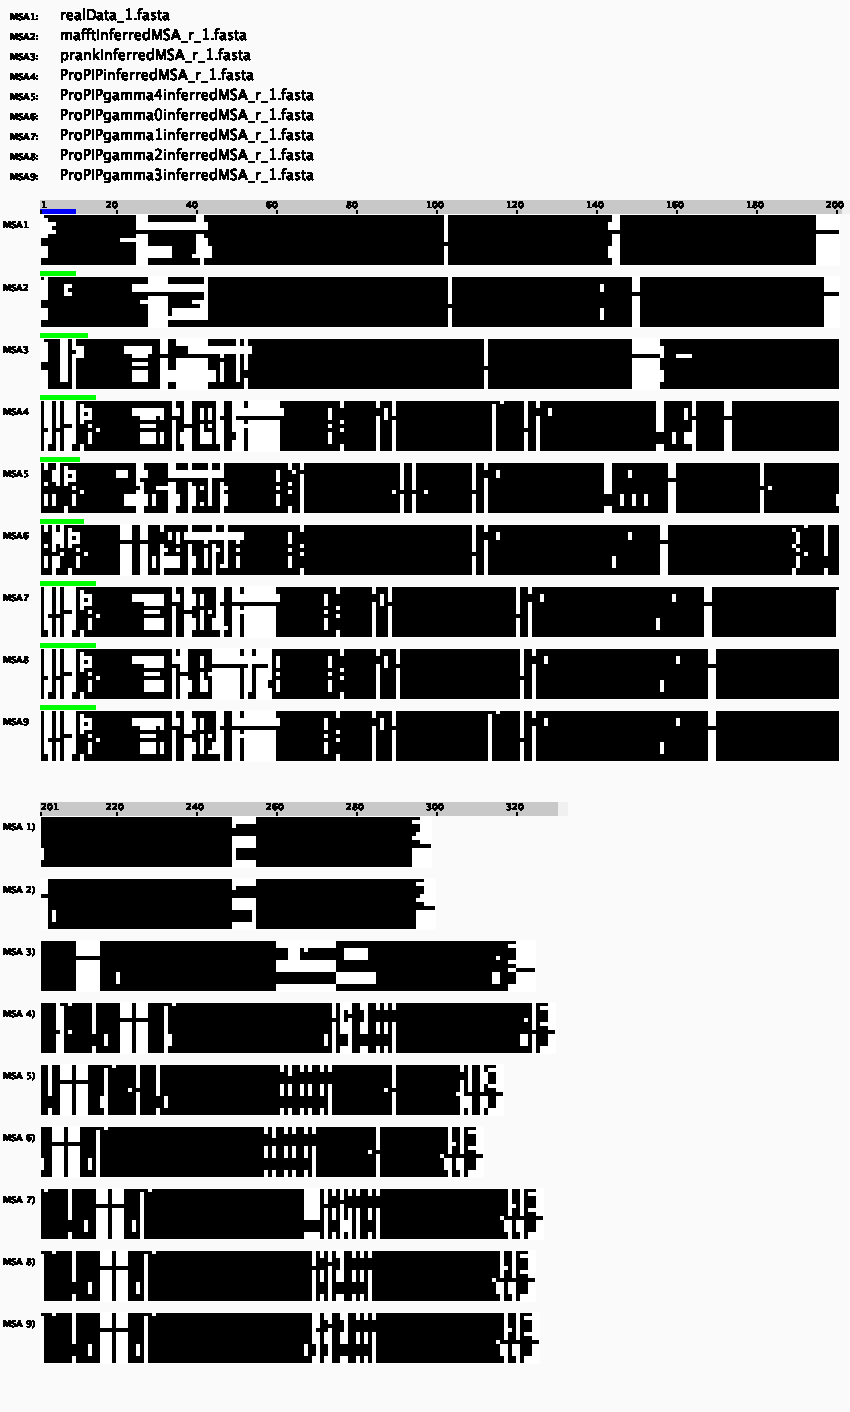 MSA1: realData_1.fasta
MSA2: mafftInferredMSA_r_1.fasta
MSA3: prankInferredMSA_r_1.fasta
MSA4: ProPIPinferredMSA_r_1.fasta
MSA5: ProPIPgamma4inferredMSA_r_1.fasta
MSA6: ProPIPgamma0inferredMSA_r_1.fasta
MSA7: ProPIPgamma1inferredMSA_r_1.fasta
MSA8: ProPIPgamma2inferredMSA_r_1.fasta
MSA9: ProPIPgamma3inferredMSA_r_1.fasta
1 20 40 60 80 100 120 140 160 180 200
MSA1
MSA2
MSA3
MSA4
MSA5
MSA6
MSA7
MSA8
MSA9
201 220 240 260 280 300 320
MSA 1)
MSA 2)
MSA 3)
MSA 4)
MSA 5)
MSA 6)
MSA 7)
MSA 8)
MSA 9)